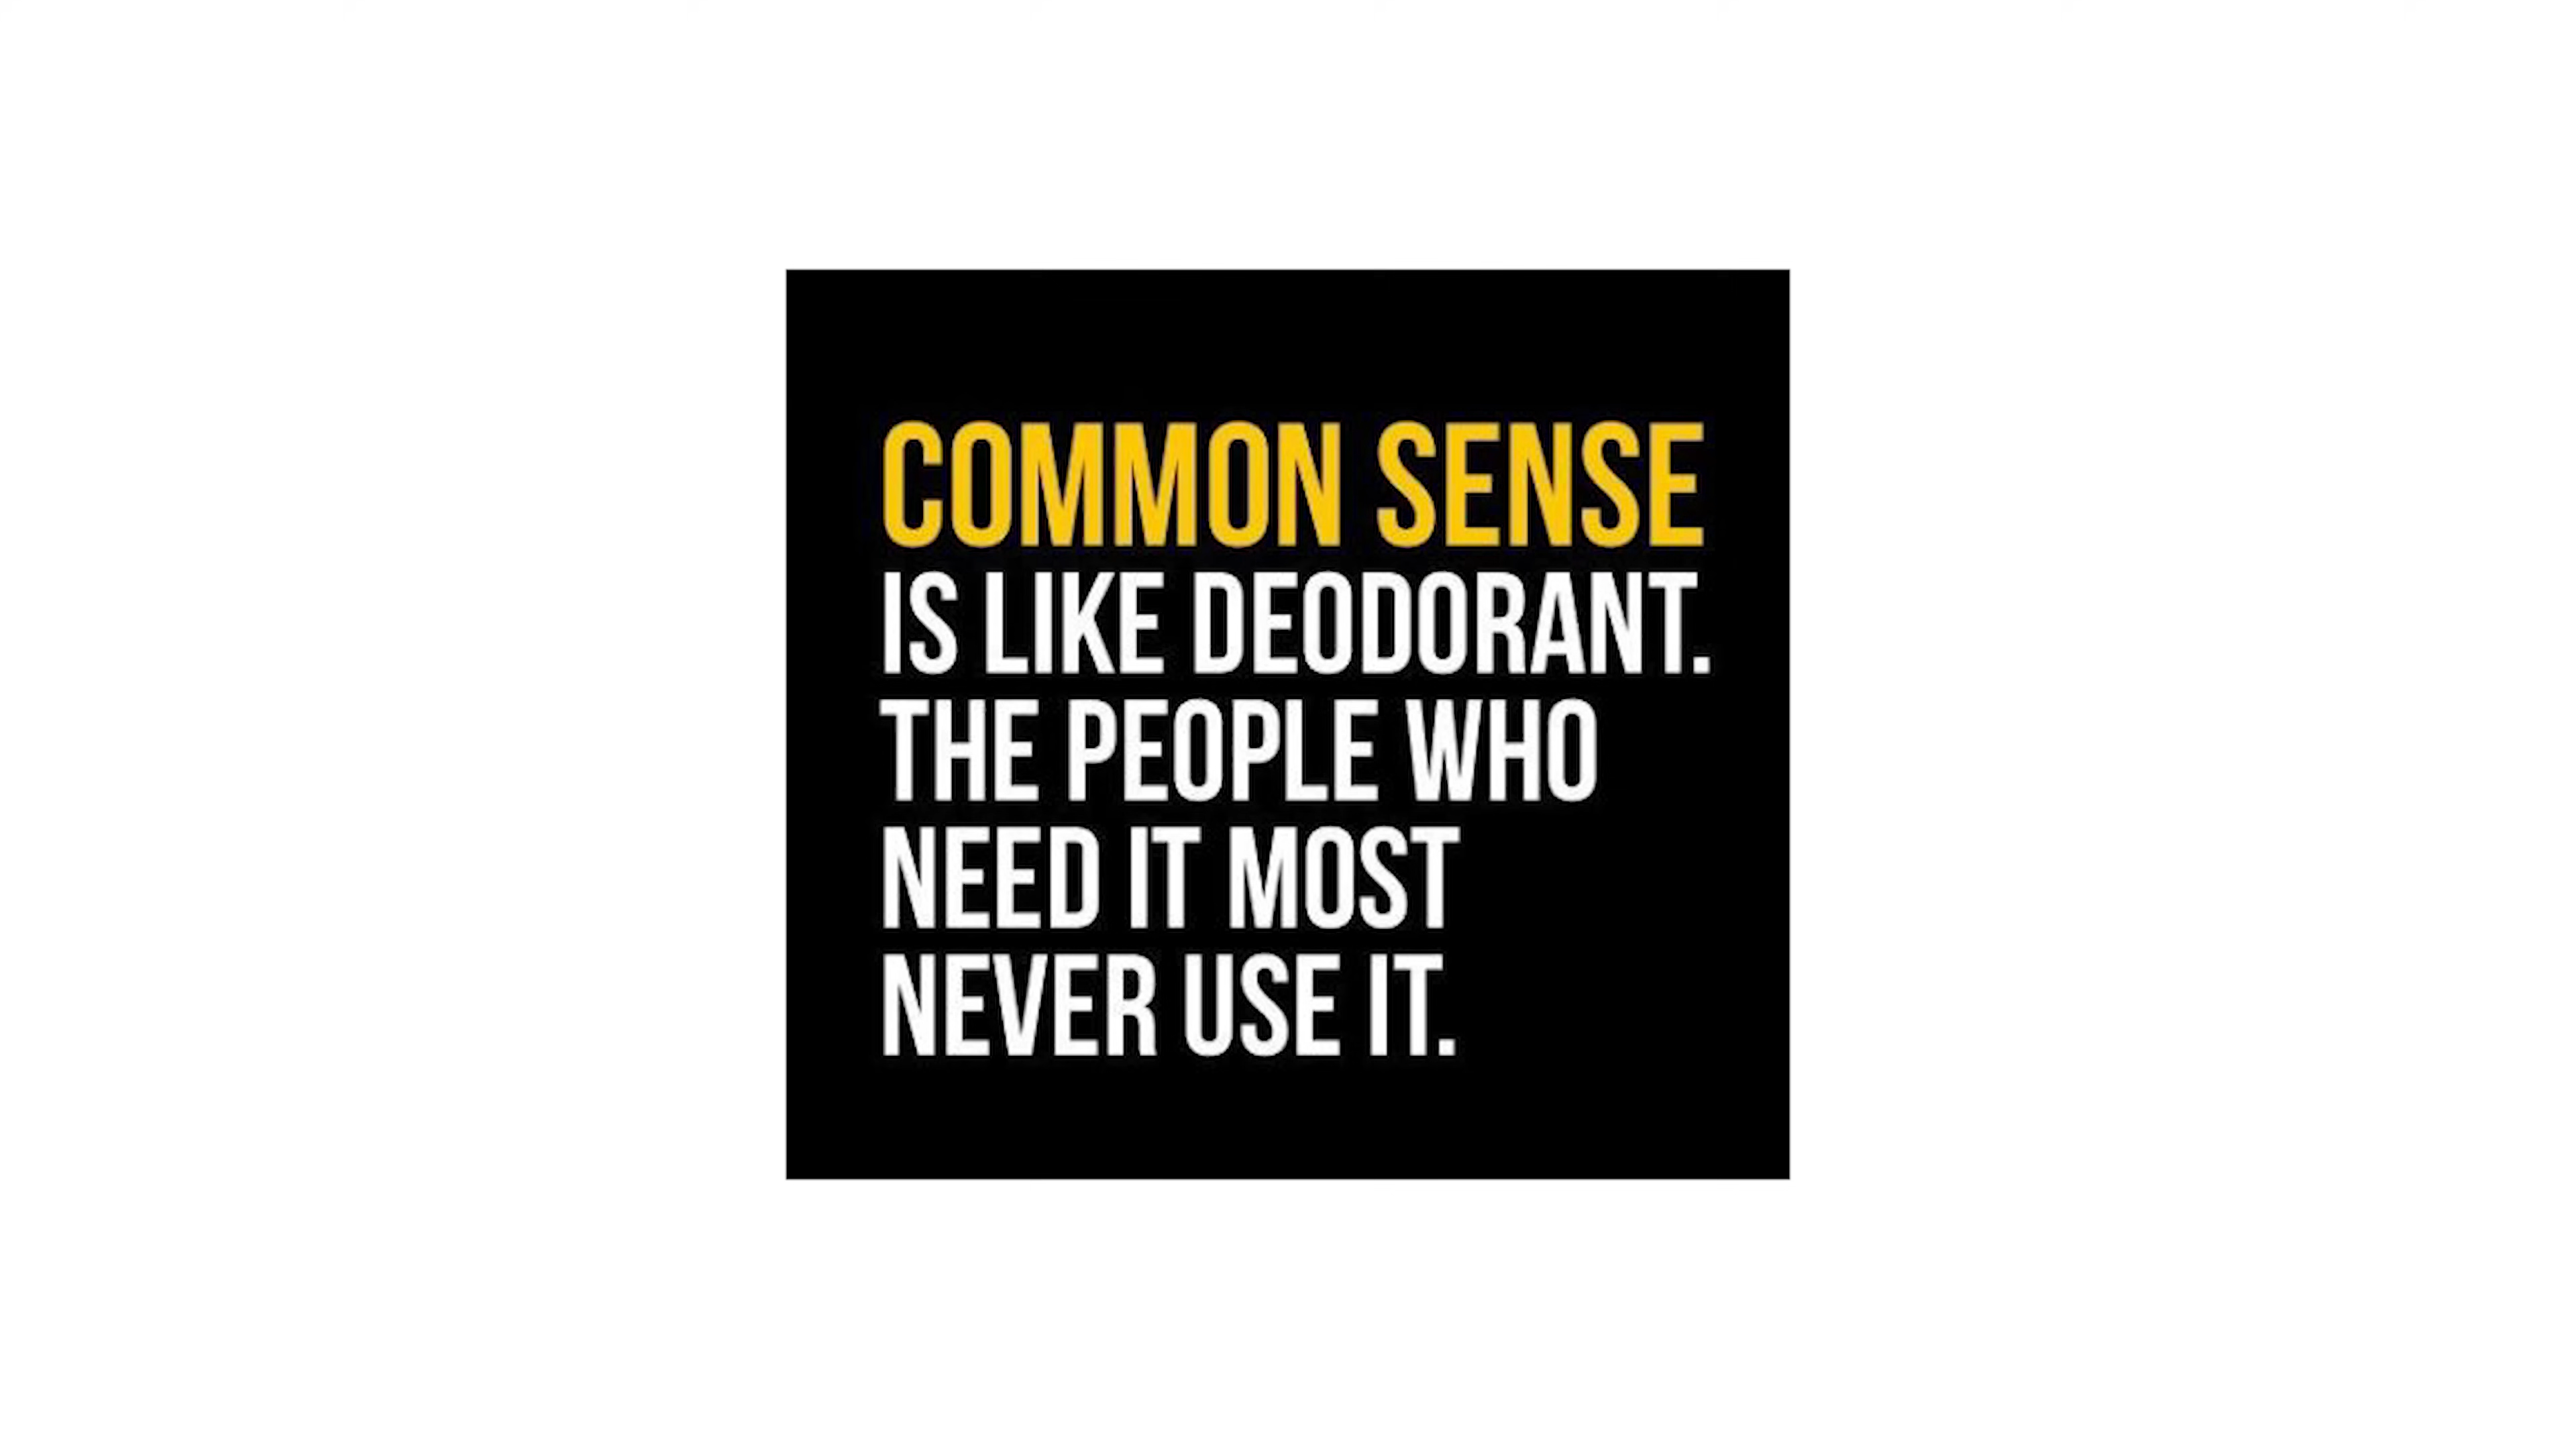 COMMON SENSE
IS LIKE DEODORANT.
THE PEOPLE WHO
NEED IT MOST
NEVER USE IT.